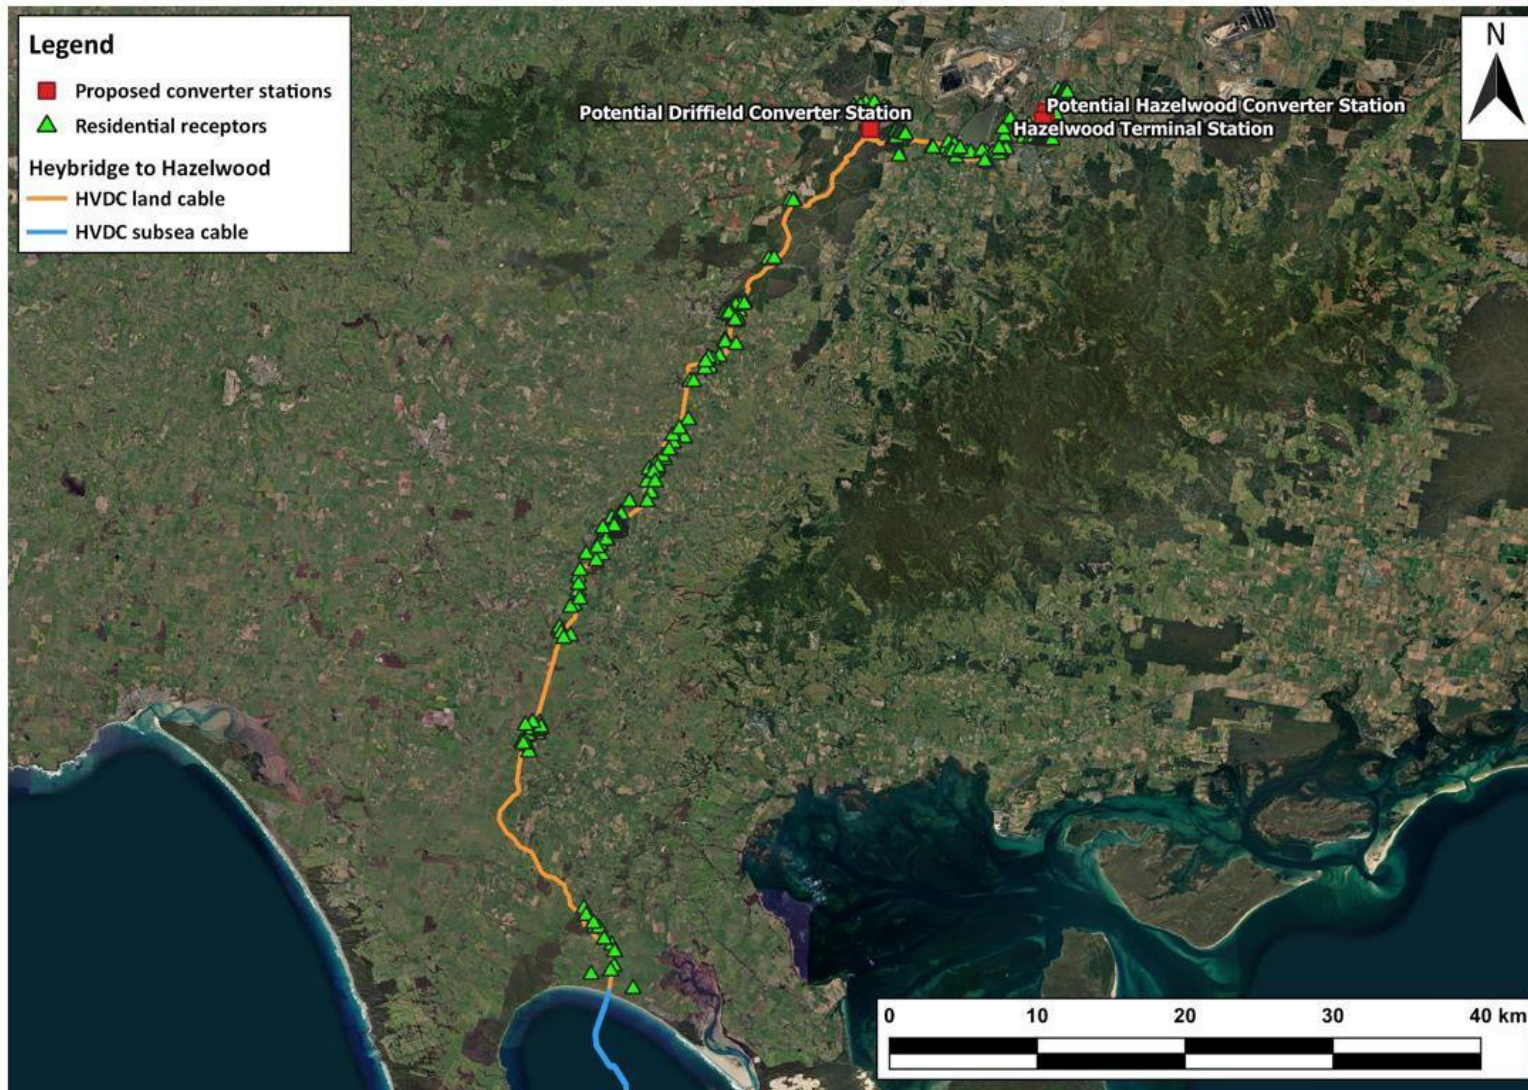 Legend
Proposed converter stations
Residential receptors
Heybridge to Hazelwood
HVDC land cable
HVDC subsea cable
N
Potential Driffield Converter Station
Potential Hazelwood Converter Station
Hazelwood Terminal Station
0 10 20 30 40 km